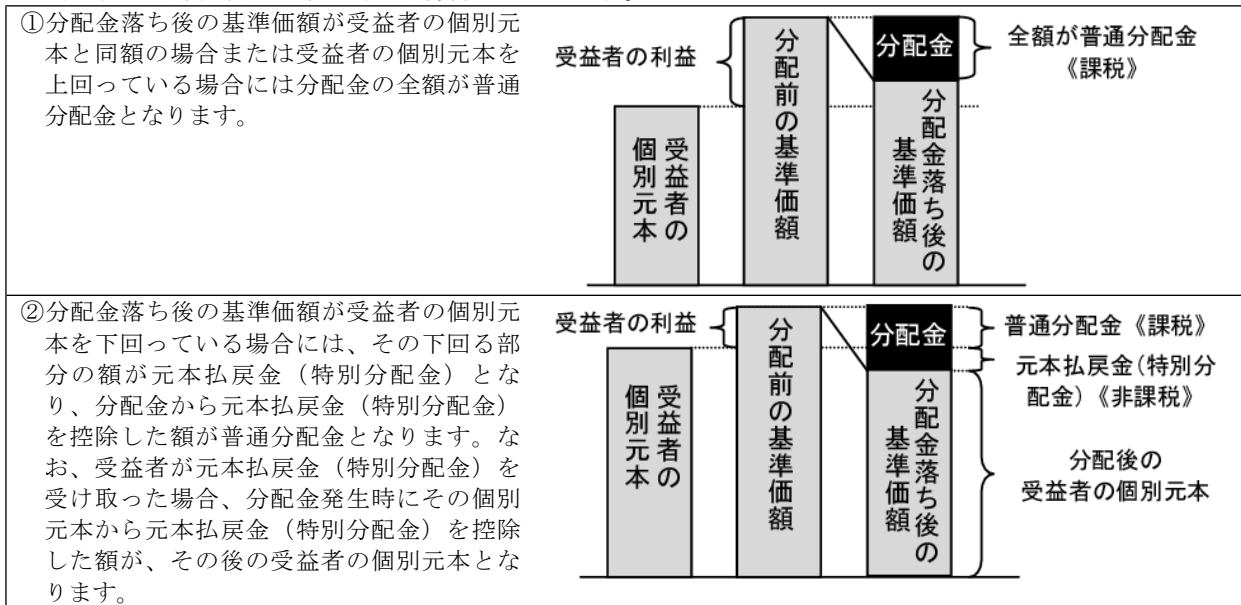 ①分配金落ち後の基準価額が受益者の個別元
本と同額の場合または受益者の個別元本を
上回っている場合には分配金の全額が普通
分配金となります。
受益者の利益
受益者の
個別元本
分配前の基準価額
分配金
分配金落ち後の
基準価額
全額が普通分配金
《課税》
②分配金落ち後の基準価額が受益者の個別元
本を下回っている場合には、その下回る部
分の額が元本払戻金（特別分配金）とな
り、分配金から元本払戻金（特別分配金）
を控除した額が普通分配金となります。な
お、受益者が元本払戻金（特別分配金）を
受け取った場合、分配金発生時にその個別
元本から元本払戻金（特別分配金）を控除
した額が、その後の受益者の個別元本とな
ります。
受益者の利益
受益者の
個別元本
分配前の基準価額
分配金
分配金落ち後の
基準価額
普通分配金《課税》
元本払戻金(特別分
配金)《非課税》
分配後の
受益者の個別元本